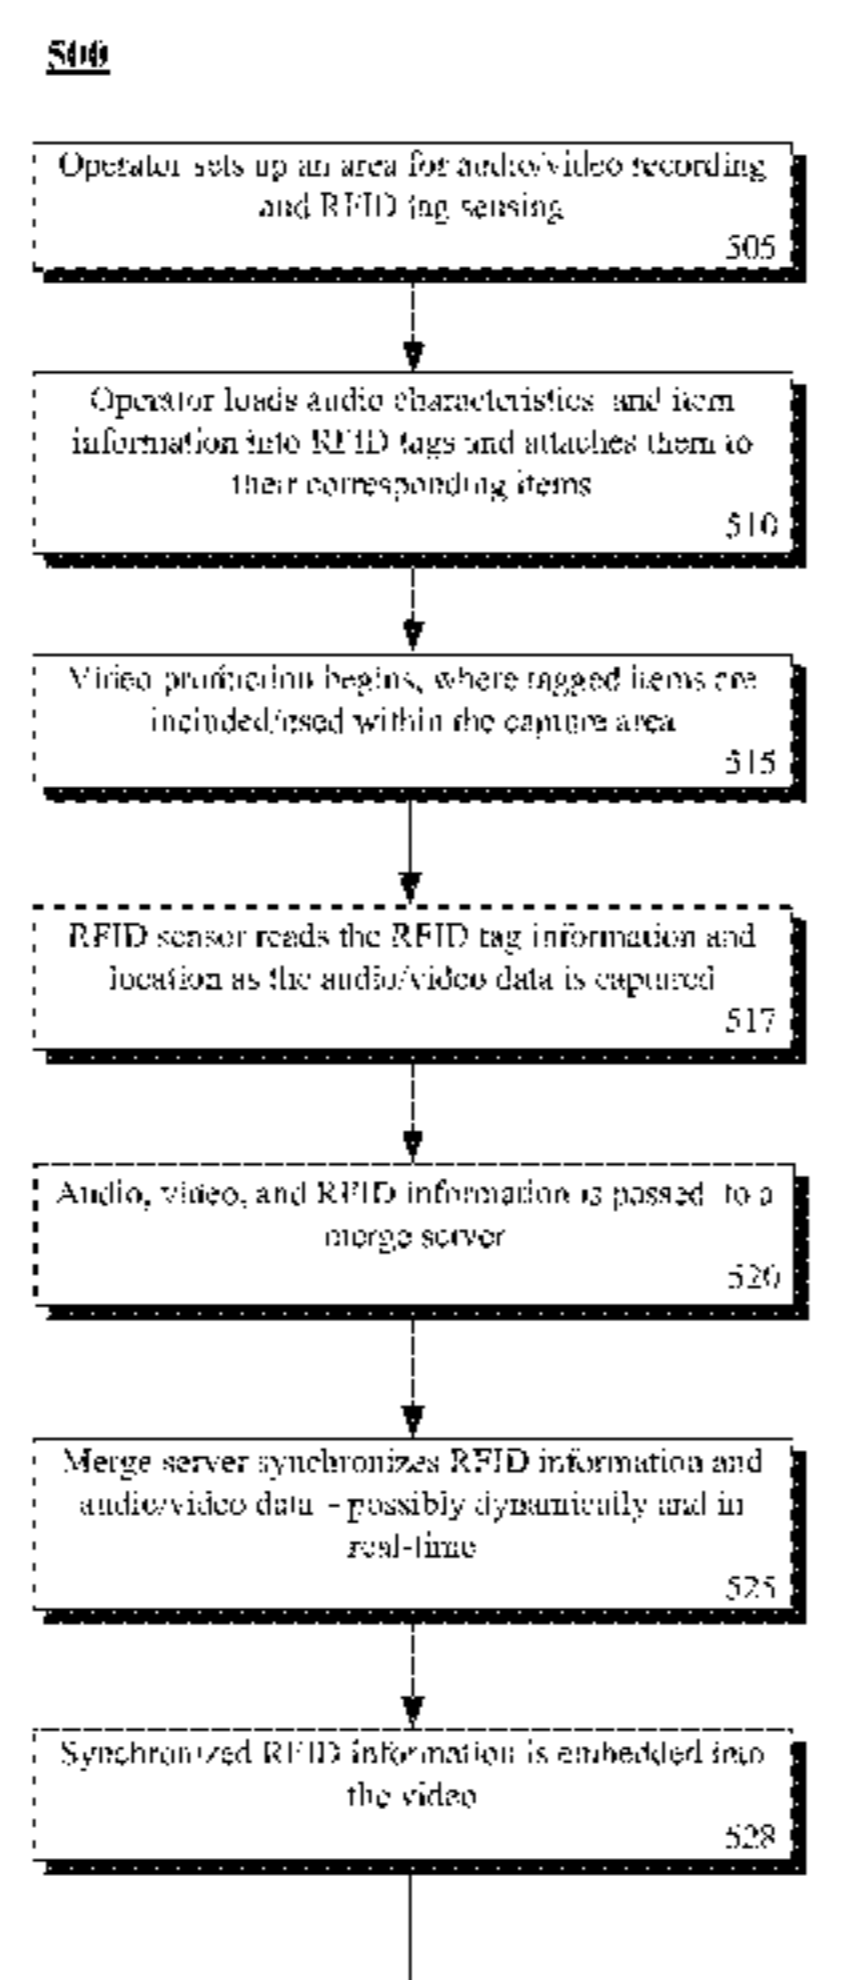 500
Operator sets up an area for audio/video recording
and RFID tag sensing
505
Operator loads audio characteristics and item
information into RFID tags and attaches them to
their corresponding items
510
Video production begins, where tagged items are
included/used within the capture area
515
RFID sensor reads the RFID tag information and
location as the audio/video data is captured
517
Audio, video, and RFID information is passed to a
merge server
520
Merge server synchronizes RFID information and
audio/video data - possibly dynamically and in
real-time
525
Synchronized RFID information is embedded into
the video
528